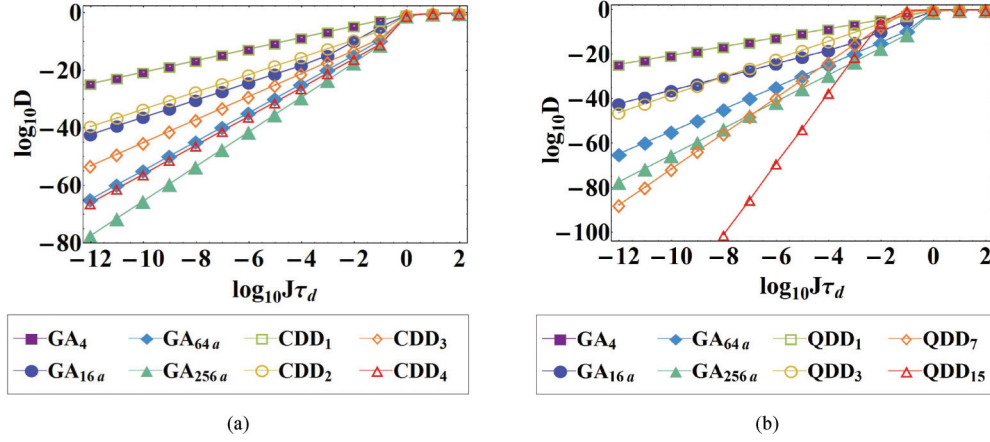 log₁₀D
0
−20
−40
−60
−80
−12 −10 −8 −6 −4 −2 0 2
log₁₀Jτ_d
GA₄ GA₆₄ₐ CDD₁ CDD₃
GA₁₆ₐ GA₂₅₆ₐ CDD₂ CDD₄
(a)
log₁₀D
0
−20
−40
−60
−80
−100
−12 −10 −8 −6 −4 −2 0 2
log₁₀Jτ_d
GA₄ GA₆₄ₐ QDD₁ QDD₇
GA₁₆ₐ GA₂₅₆ₐ QDD₃ QDD₁₅
(b)